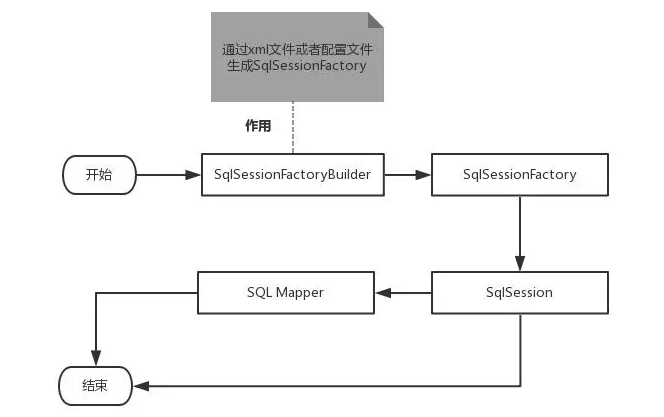 通过xml文件或者配置文件
生成SqlSessionFactory
作用
开始
SqlSessionFactoryBuilder
SqlSessionFactory
SQL Mapper
SqlSession
结束